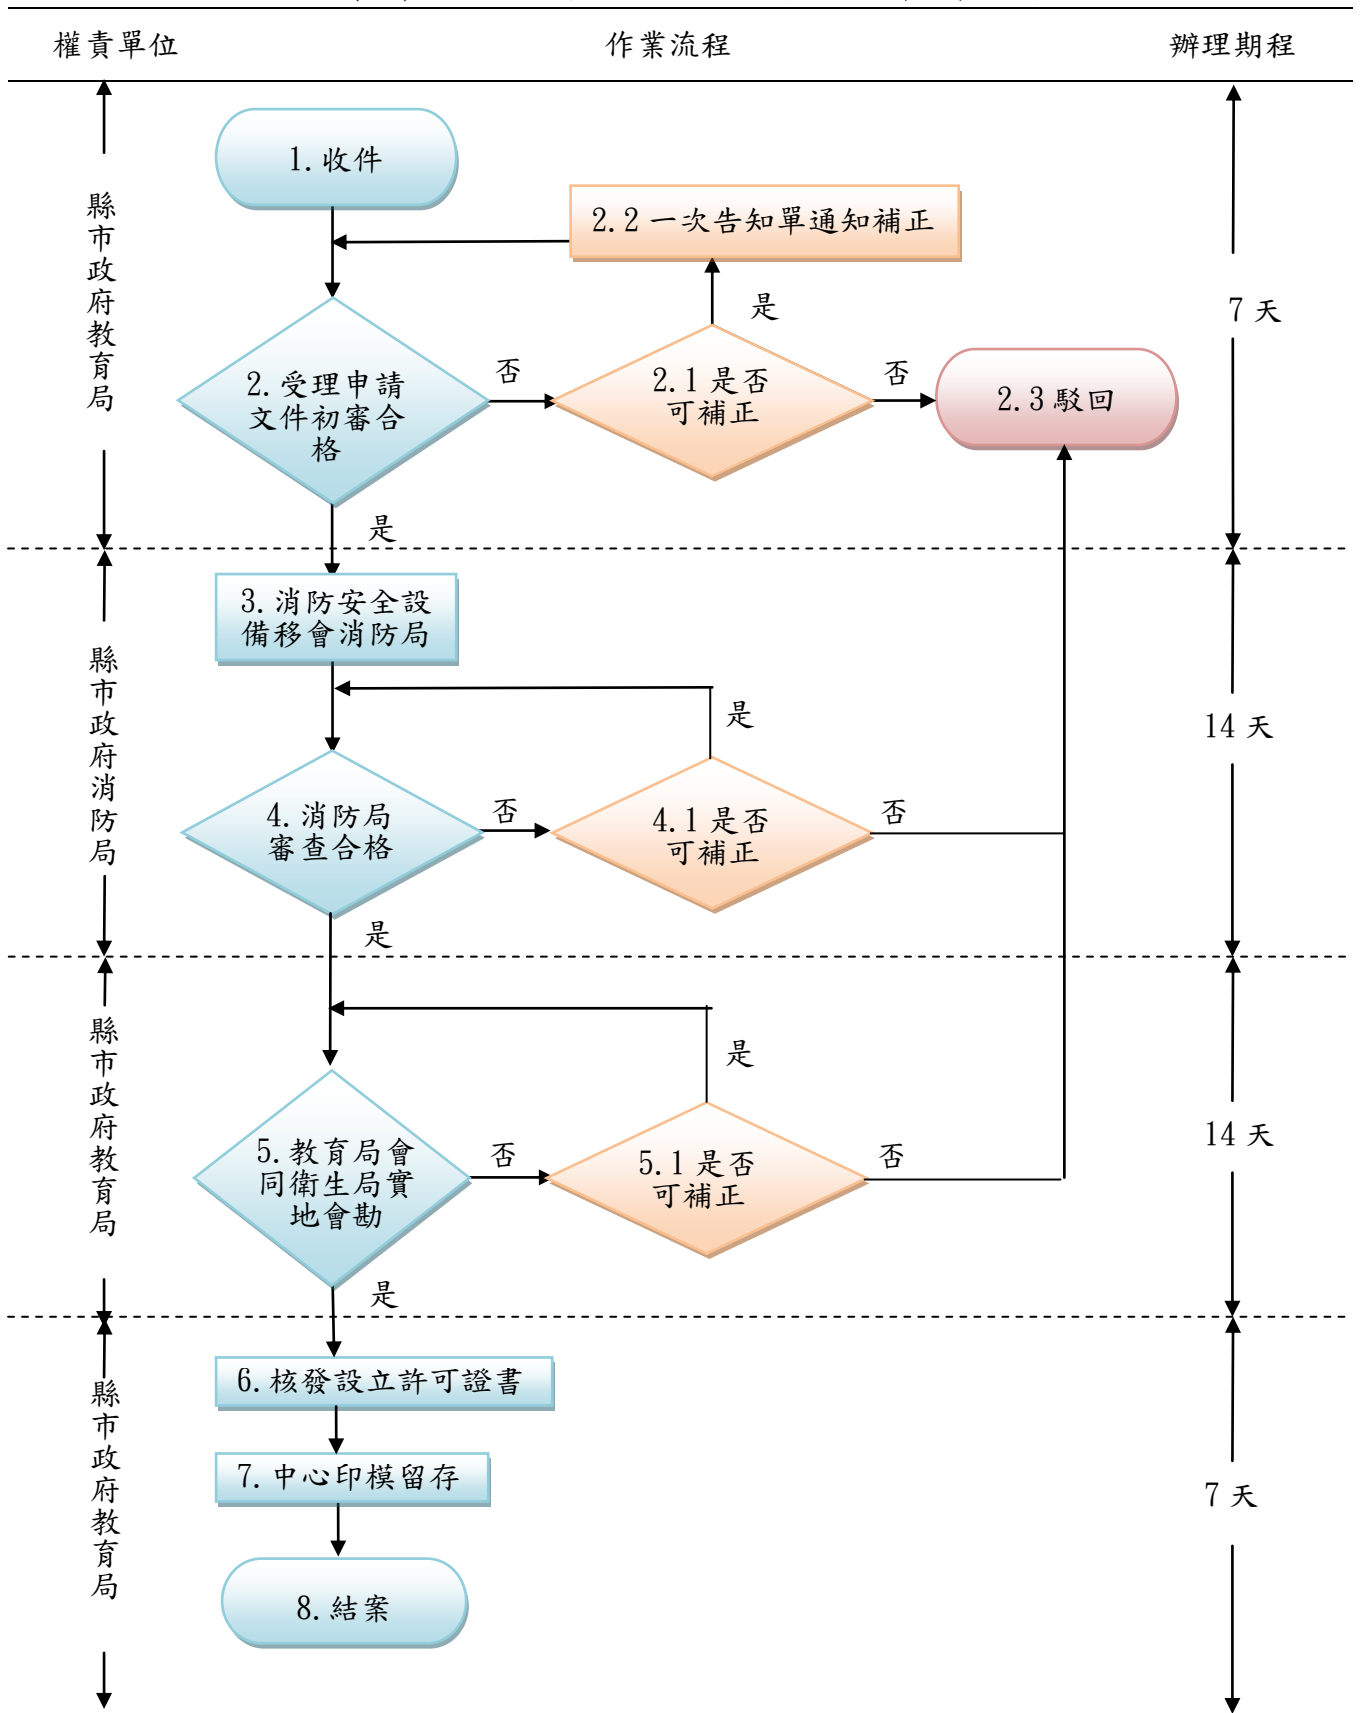 權責單位
作業流程
辦理期程
縣市政府教育局
1.收件
2.2一次告知單通知補正
是
7天
2.受理申請
文件初審合
格
否
2.1是否
可補正
否
2.3駁回
是
縣市政府消防局
3.消防安全設
備移會消防局
是
14天
4.消防局
審查合格
否
4.1是否
可補正
否
是
縣市政府教育局
是
14天
5.教育局會
同衛生局實
地會勘
否
5.1是否
可補正
否
是
縣市政府教育局
6.核發設立許可證書
7.中心印模留存
7天
8.結案